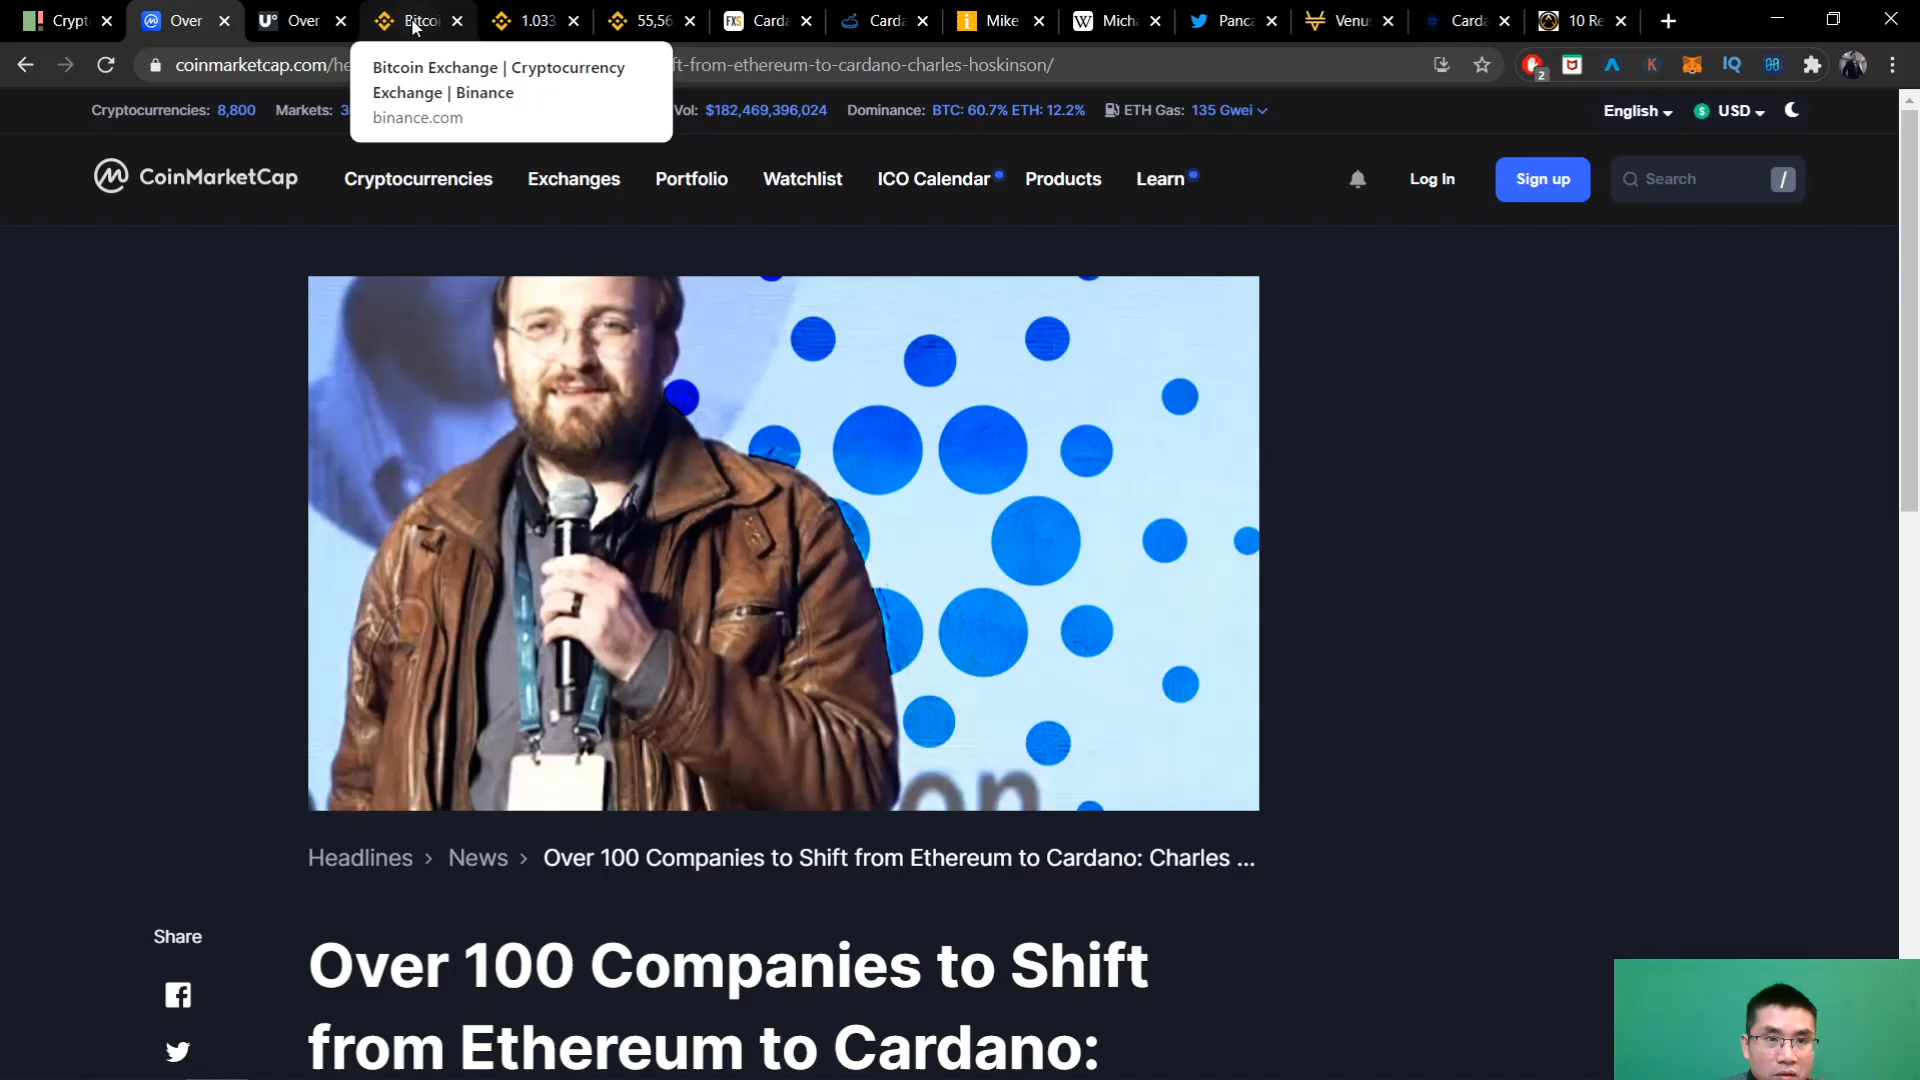 Crypt
Over
Over
Bitcoi
1.033
55,56
Carda
Carda
Mike
Mich
Panca
Venu
Carda
10 Re
coinmarketcap.com/he
ft-from-ethereum-to-cardano-charles-hoskinson/
2
Bitcoin Exchange | Cryptocurrency
Exchange | Binance
binance.com
Cryptocurrencies: 8,800 Markets: 3
Vol: $182,469,396,024 Dominance: BTC: 60.7% ETH: 12.2% ETH Gas: 135 Gwei
English USD
CoinMarketCap
Cryptocurrencies Exchanges Portfolio Watchlist ICO Calendar Products Learn
Log In Sign up Search /
on
Headlines > News > Over 100 Companies to Shift from Ethereum to Cardano: Charles ...
Share
Over 100 Companies to Shift
from Ethereum to Cardano: